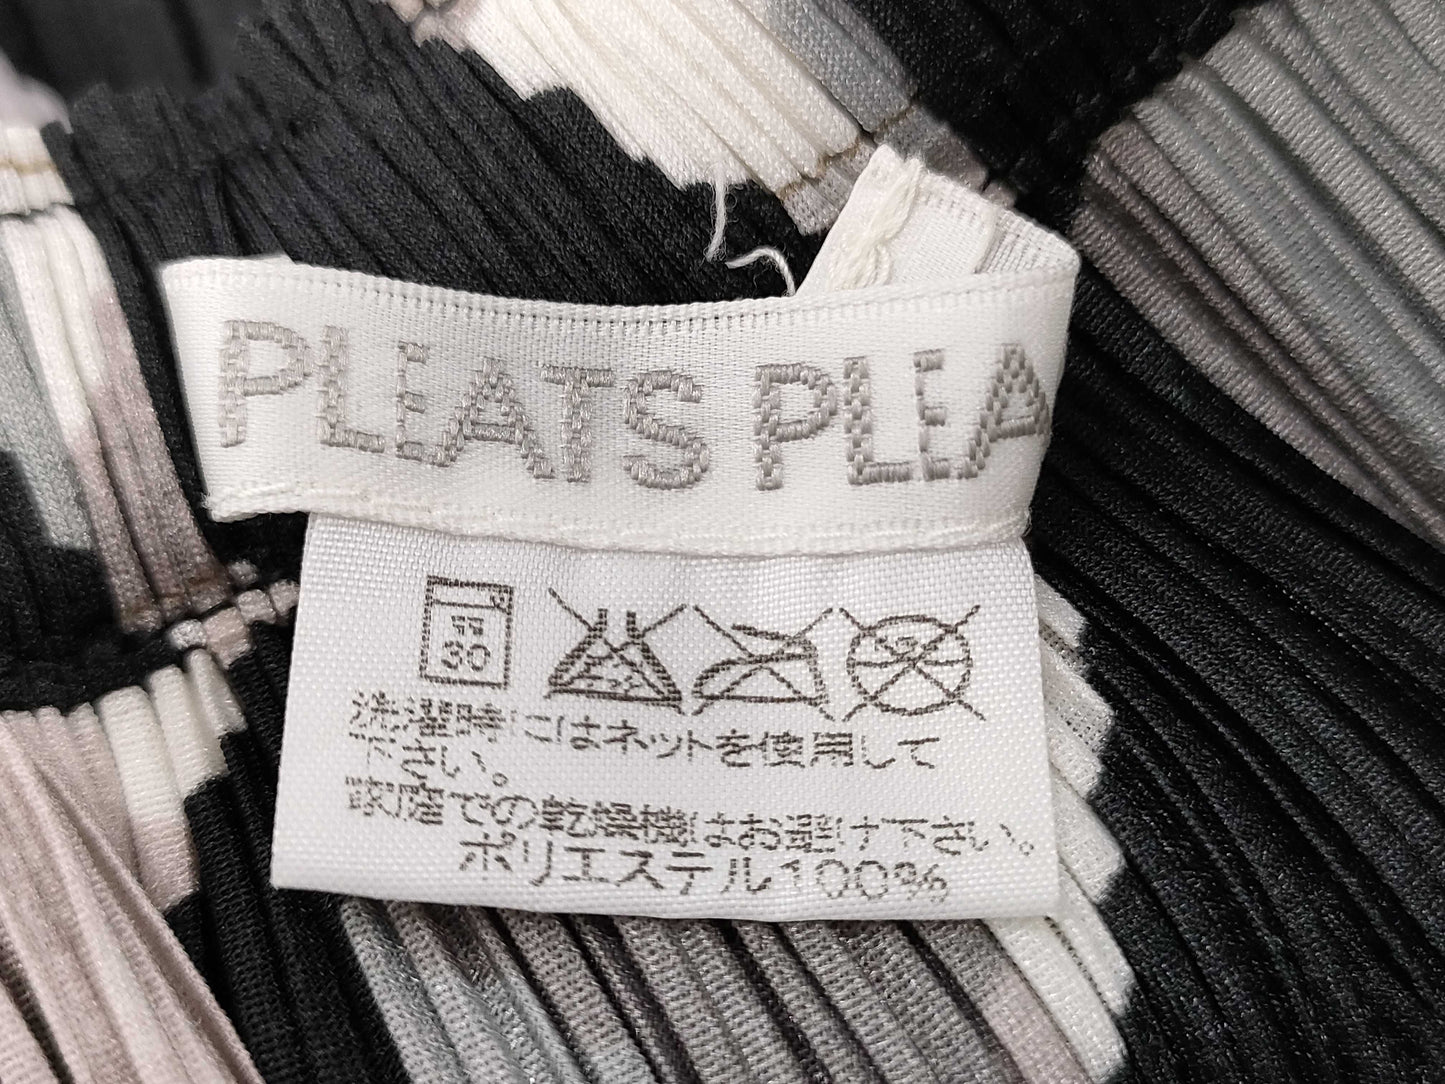 PLEATS PLEA
弱
30
洗濯時にはネットを使用して
下さい。
家庭での乾燥機はお避け下さい。
ポリエステル100%